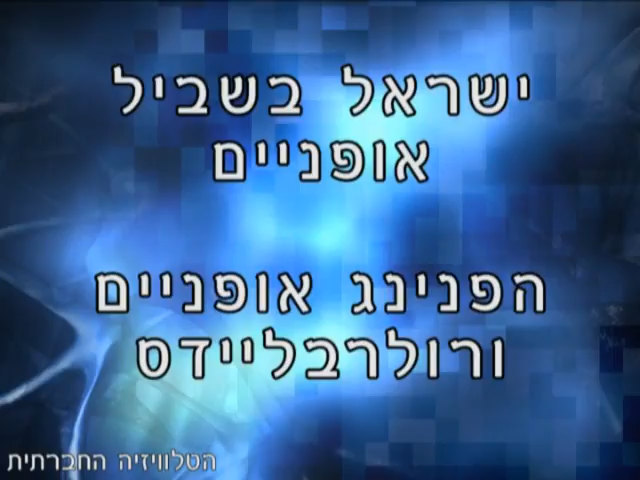 ישראל בשביל
אופניים
הפנינג אופניים
ורולרבליידס
הטלוויזיה החברתית